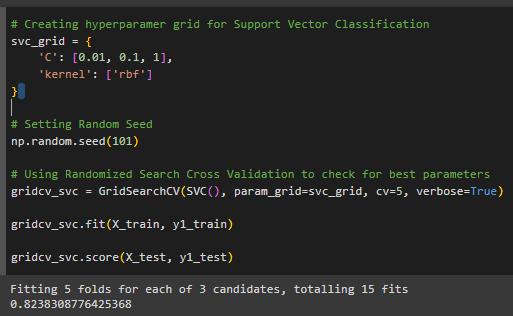 # Creating hyperparamer grid for Support Vector Classification
svc_grid = {
    'C': [0.01, 0.1, 1],
    'kernel': ['rbf']
}
# Setting Random Seed
np.random.seed(101)
# Using Randomized Search Cross Validation to check for best parameters
gridcv_svc = GridSearchCV(SVC(), param_grid=svc_grid, cv=5, verbose=True)
gridcv_svc.fit(X_train, y1_train)
gridcv_svc.score(X_test, y1_test)
Fitting 5 folds for each of 3 candidates, totalling 15 fits
0.8238308776425368